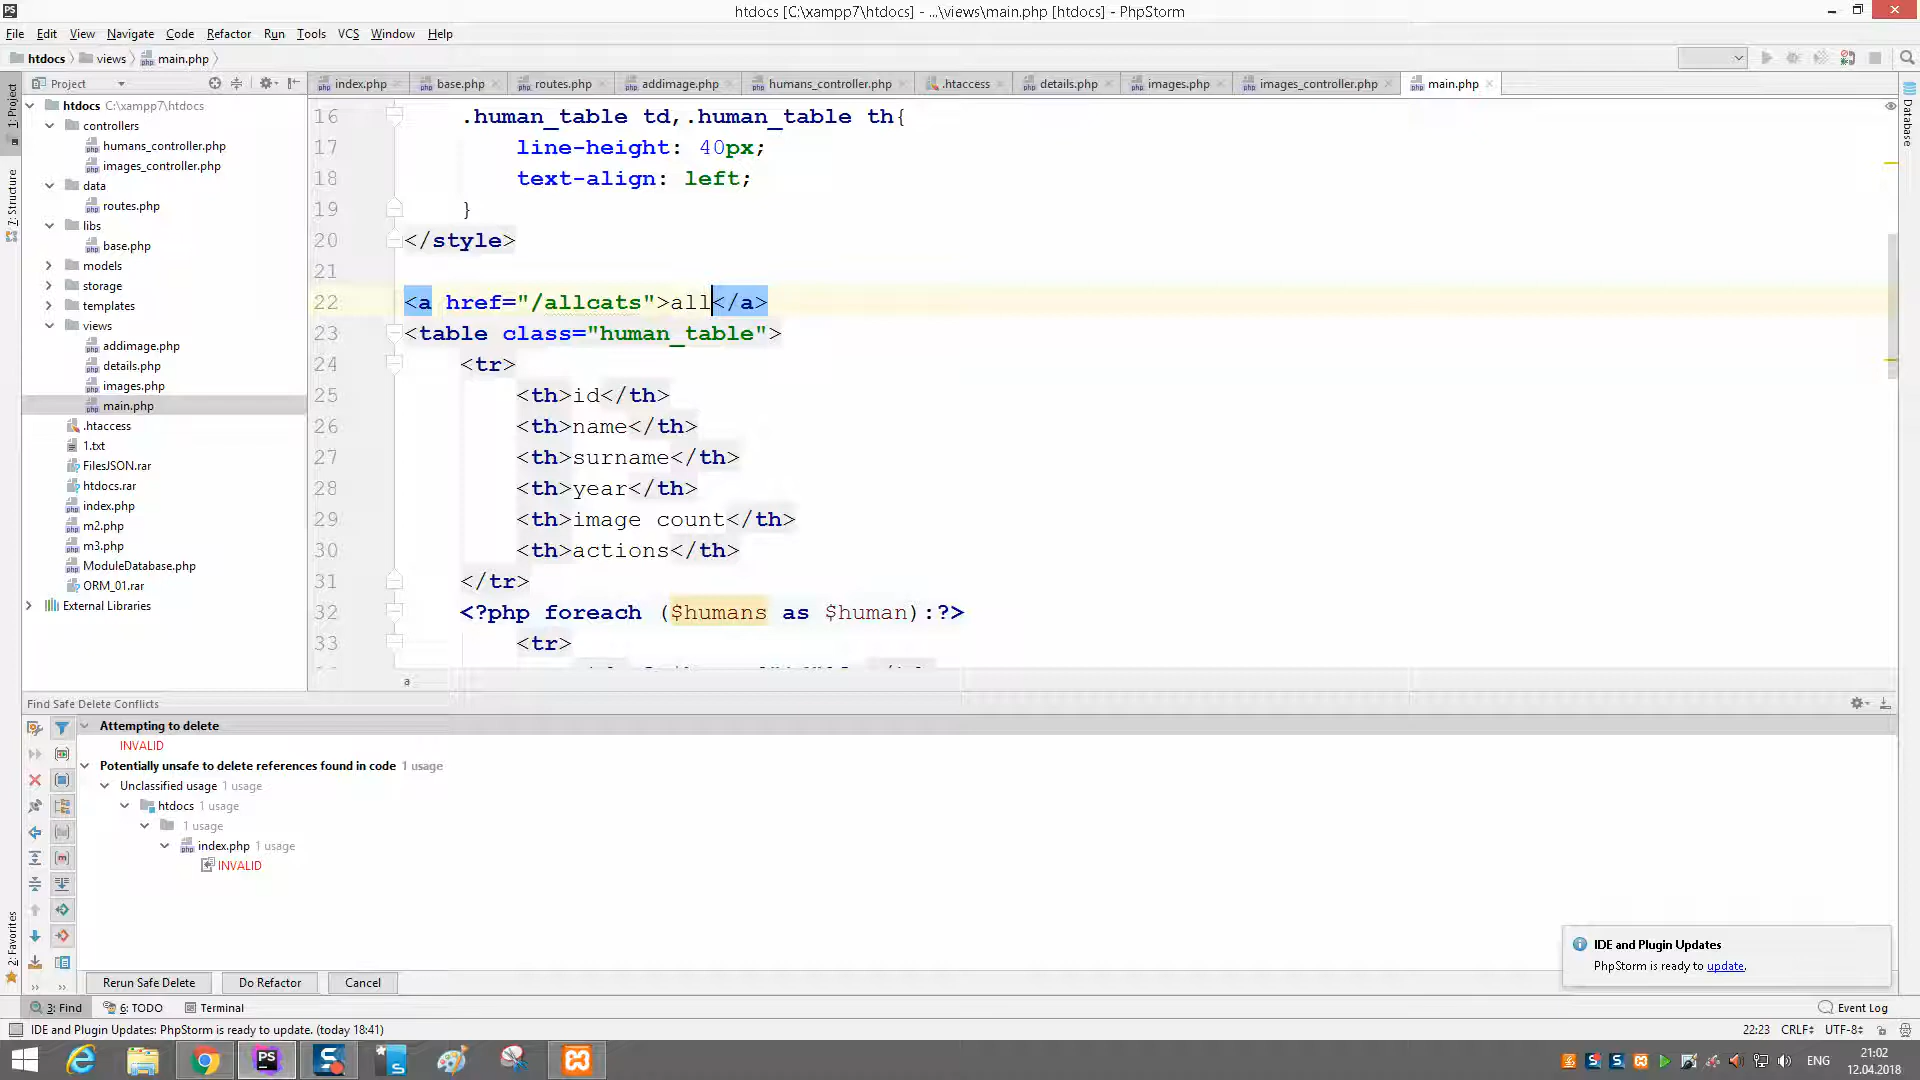 htdocs [C:\xampp7\htdocs] - ...\views\main.php [htdocs] - PhpStorm
File Edit View Navigate Code Refactor Run Tools VCS Window Help
htdocs views main.php
Project
index.php base.php routes.php addimage.php humans_controller.php .htaccess details.php images.php images_controller.php main.php
1: Project
7: Structure
2: Favorites
Database
htdocs C:\xampp7\htdocs
controllers
humans_controller.php
images_controller.php
data
routes.php
libs
base.php
models
storage
templates
views
addimage.php
details.php
images.php
main.php
.htaccess
1.txt
FilesJSON.rar
htdocs.rar
index.php
m2.php
m3.php
ModuleDatabase.php
ORM_01.rar
External Libraries
16 .human_table td,.human_table th{
17 line-height: 40px;
18 text-align: left;
19 }
20 </style>
21
22 <a href="/allcats">all</a>
23 <table class="human_table">
24 <tr>
25 <th>id</th>
26 <th>name</th>
27 <th>surname</th>
28 <th>year</th>
29 <th>image count</th>
30 <th>actions</th>
31 </tr>
32 <?php foreach ($humans as $human):?>
33 <tr>
a
Find Safe Delete Conflicts
Attempting to delete
INVALID
Potentially unsafe to delete references found in code 1 usage
Unclassified usage 1 usage
htdocs 1 usage
1 usage
index.php 1 usage
INVALID
IDE and Plugin Updates
PhpStorm is ready to update.
Rerun Safe Delete Do Refactor Cancel
3: Find 6: TODO Terminal Event Log
IDE and Plugin Updates: PhpStorm is ready to update. (today 18:41) 22:23 CRLF UTF-8
ENG 21:02
12.04.2018